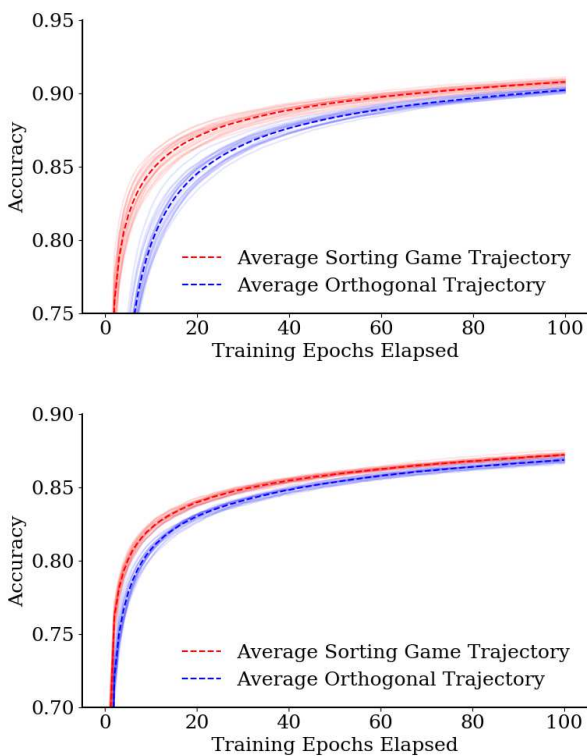 0.95
0.90
0.85
0.80
0.75
Accuracy
Average Sorting Game Trajectory
Average Orthogonal Trajectory
0 20 40 60 80 100
Training Epochs Elapsed
0.90
0.85
0.80
0.75
0.70
Accuracy
Average Sorting Game Trajectory
Average Orthogonal Trajectory
0 20 40 60 80 100
Training Epochs Elapsed